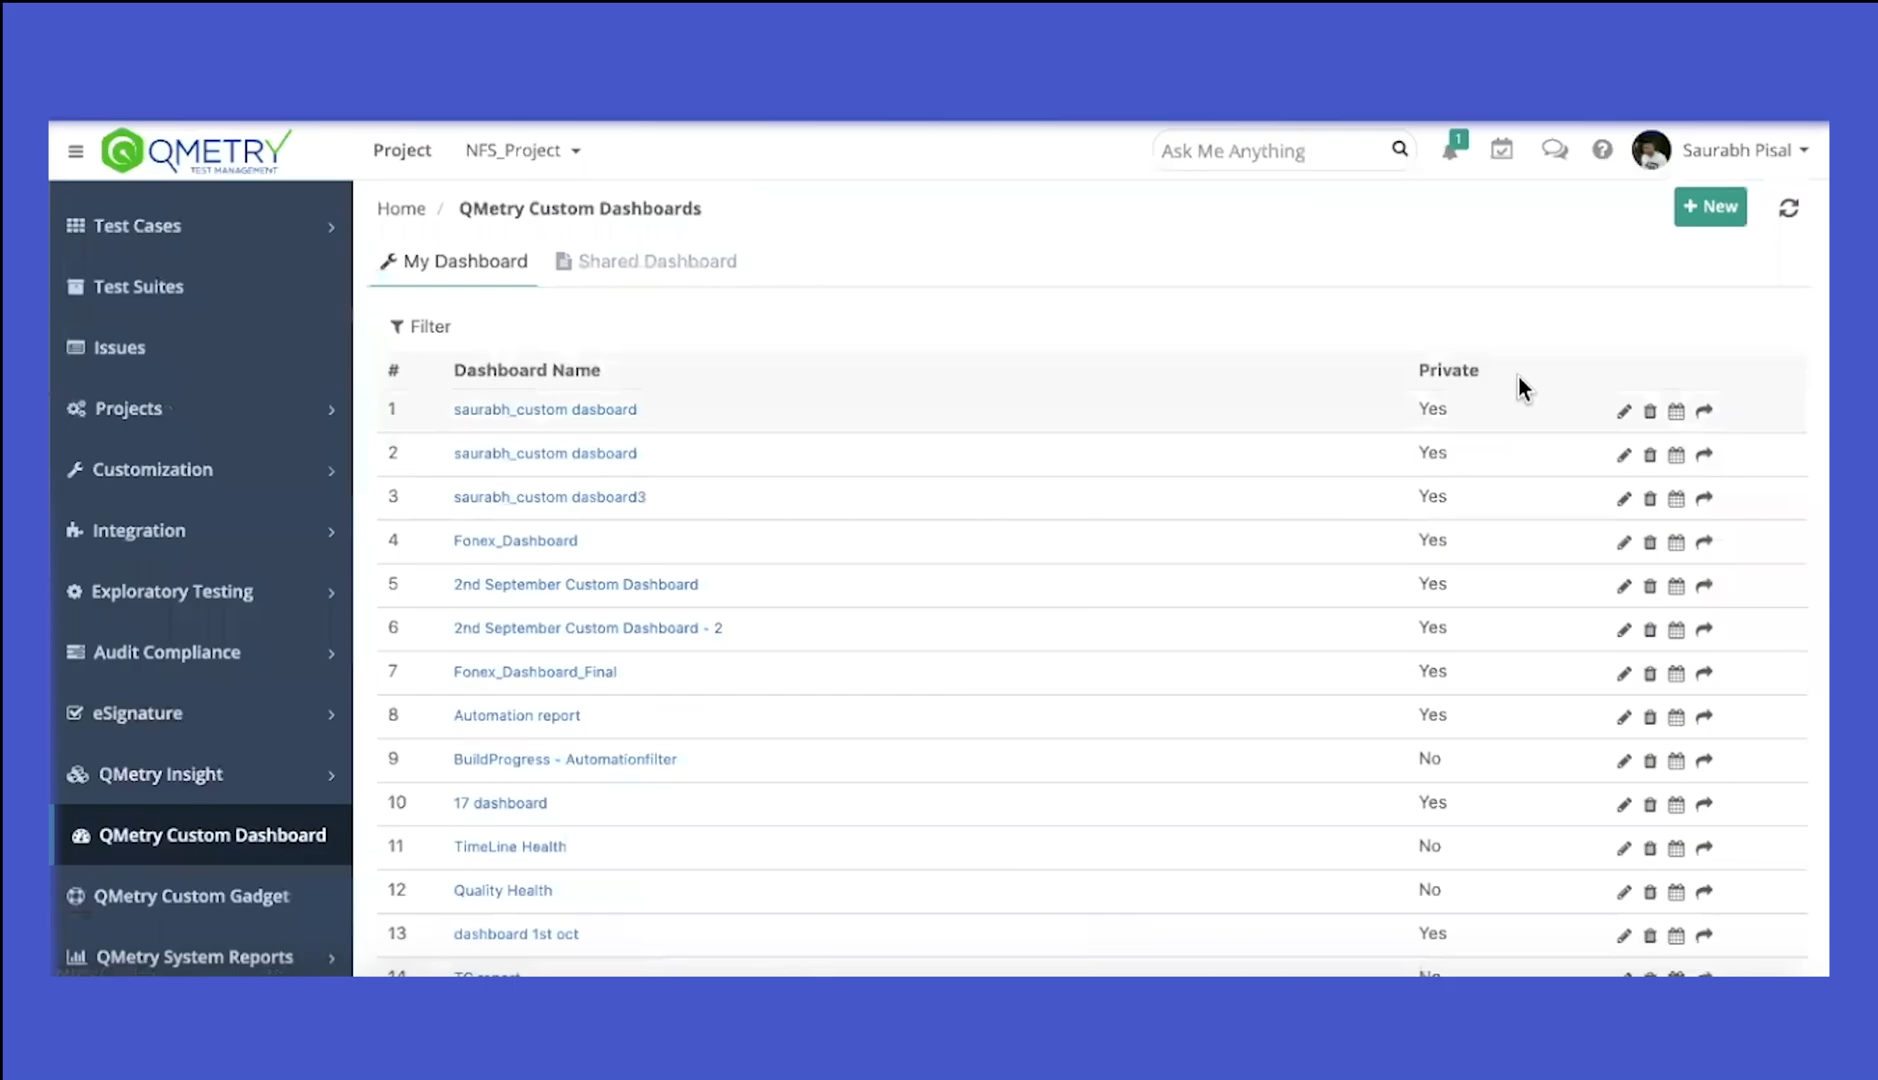 QMETRY
TEST MANAGEMENT
Project NFS_Project
Ask Me Anything
1
Saurabh Pisal
Test Cases
Test Suites
Issues
Projects
Customization
Integration
Exploratory Testing
Audit Compliance
eSignature
QMetry Insight
QMetry Custom Dashboard
QMetry Custom Gadget
QMetry System Reports
Home / QMetry Custom Dashboards
+ New
My Dashboard Shared Dashboard
Filter
# Dashboard Name Private
1 saurabh_custom dasboard Yes
2 saurabh_custom dasboard Yes
3 saurabh_custom dasboard3 Yes
4 Fonex_Dashboard Yes
5 2nd September Custom Dashboard Yes
6 2nd September Custom Dashboard - 2 Yes
7 Fonex_Dashboard_Final Yes
8 Automation report Yes
9 BuildProgress - Automationfilter No
10 17 dashboard Yes
11 TimeLine Health No
12 Quality Health No
13 dashboard 1st oct Yes